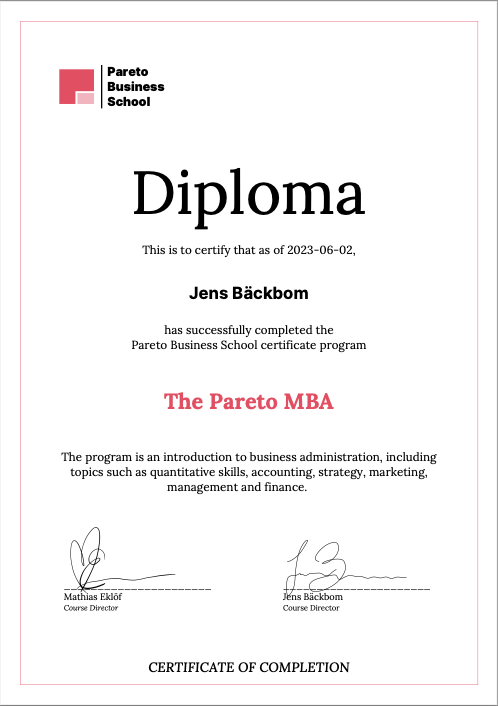 Pareto
Business
School
Diploma
This is to certify that as of 2023-06-02,
Jens Bäckbom
has successfully completed the
Pareto Business School certificate program
The Pareto MBA
The program is an introduction to business administration, including
topics such as quantitative skills, accounting, strategy, marketing,
management and finance.
Mathias Eklöf
Course Director
Jens Bäckbom
Course Director
CERTIFICATE OF COMPLETION